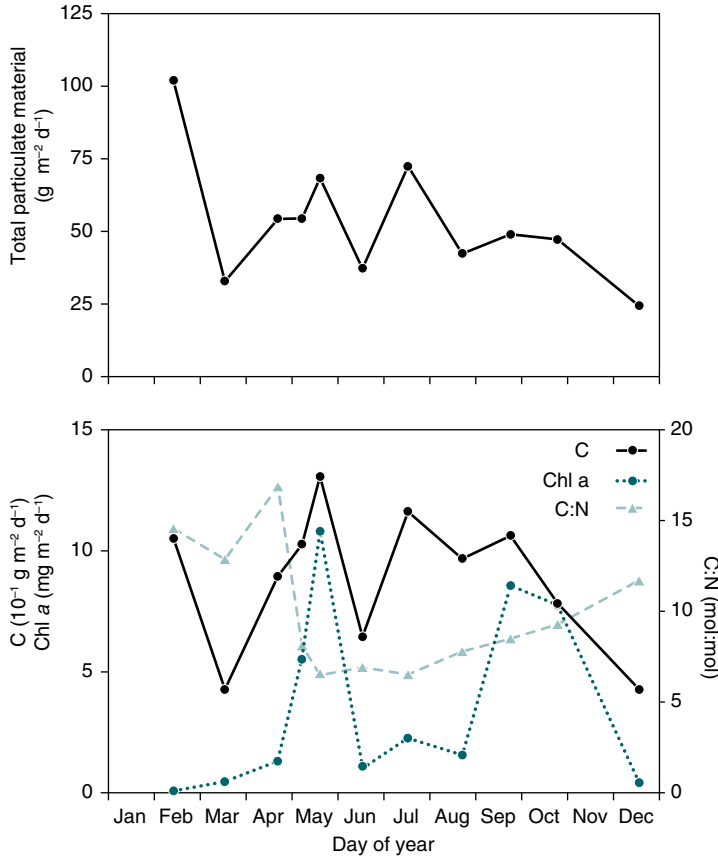 125
100
75
50
25
0
Total particulate material
(g m⁻² d⁻¹)
15
10
5
0
C (10⁻¹ g m⁻² d⁻¹)
Chl a (mg m⁻² d⁻¹)
C
Chl a
C:N
20
15
10
5
0
C:N (mol:mol)
Jan Feb Mar Apr May Jun Jul Aug Sep Oct Nov Dec
Day of year